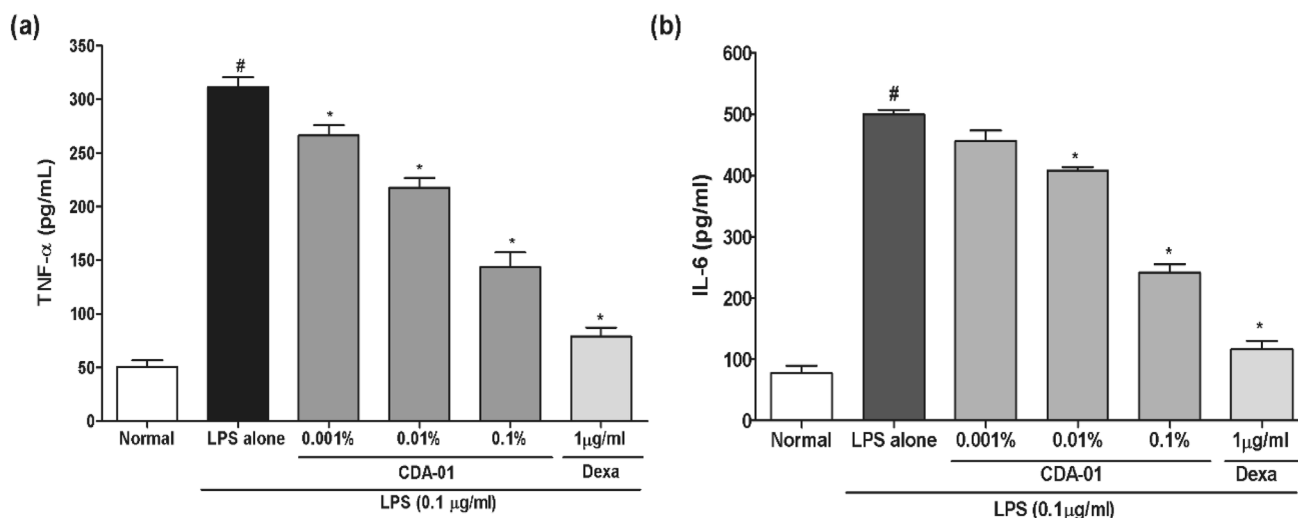 (a)
TNF-α (pg/mL)
350
300
250
200
150
100
50
0
#
*
*
*
*
Normal LPS alone 0.001% 0.01% 0.1% 1μg/ml
CDA-01 Dexa
LPS (0.1 μg/ml)
(b)
IL-6 (pg/ml)
600
500
400
300
200
100
0
#
*
*
*
Normal LPS alone 0.001% 0.01% 0.1% 1μg/ml
CDA-01 Dexa
LPS (0.1μg/ml)